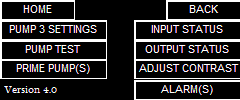 HOME
BACK
PUMP 3 SETTINGS
INPUT STATUS
PUMP TEST
OUTPUT STATUS
PRIME PUMP(S)
ADJUST CONTRAST
Version 4.0
ALARM(S)